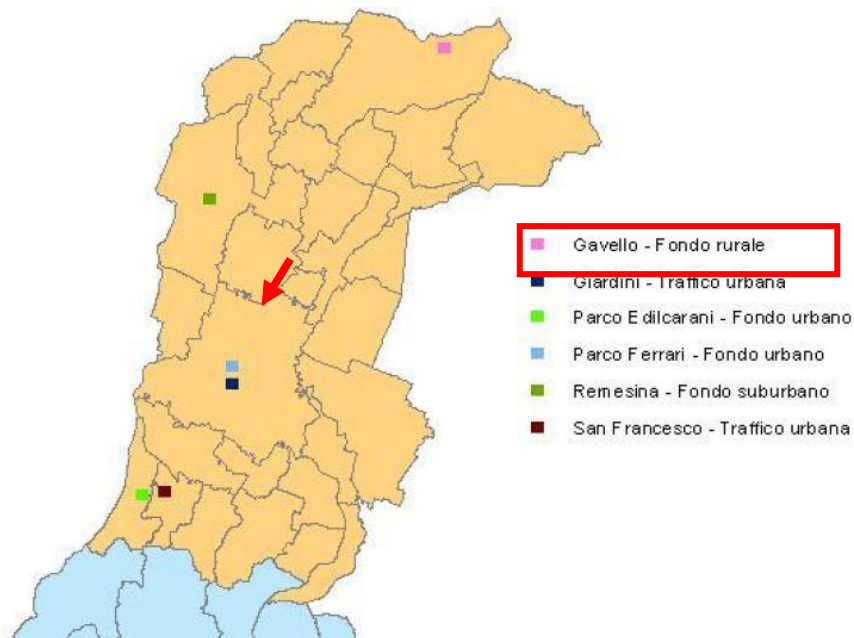 Gavello - Fondo rurale
Giardini - Traffico urbana
Parco Edilcarani - Fondo urbano
Parco Ferrari - Fondo urbano
Remesina - Fondo suburbano
San Francesco - Traffico urbana